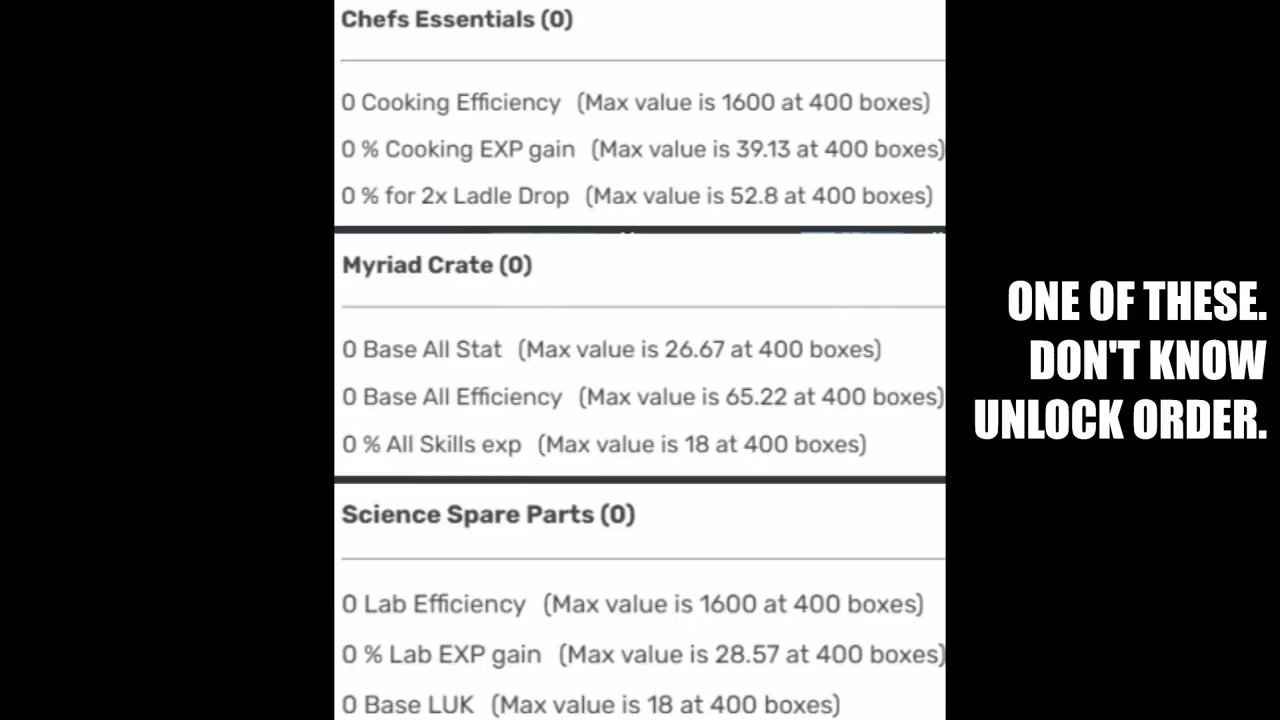 Chefs Essentials (0)
0 Cooking Efficiency (Max value is 1600 at 400 boxes)
0 % Cooking EXP gain (Max value is 39.13 at 400 boxes)
0 % for 2x Ladle Drop (Max value is 52.8 at 400 boxes)
Myriad Crate (0)
0 Base All Stat (Max value is 26.67 at 400 boxes)
0 Base All Efficiency (Max value is 65.22 at 400 boxes)
0 % All Skills exp (Max value is 18 at 400 boxes)
Science Spare Parts (0)
0 Lab Efficiency (Max value is 1600 at 400 boxes)
0 % Lab EXP gain (Max value is 28.57 at 400 boxes)
0 Base LUK (Max value is 18 at 400 boxes)
ONE OF THESE.
DON'T KNOW
UNLOCK ORDER.